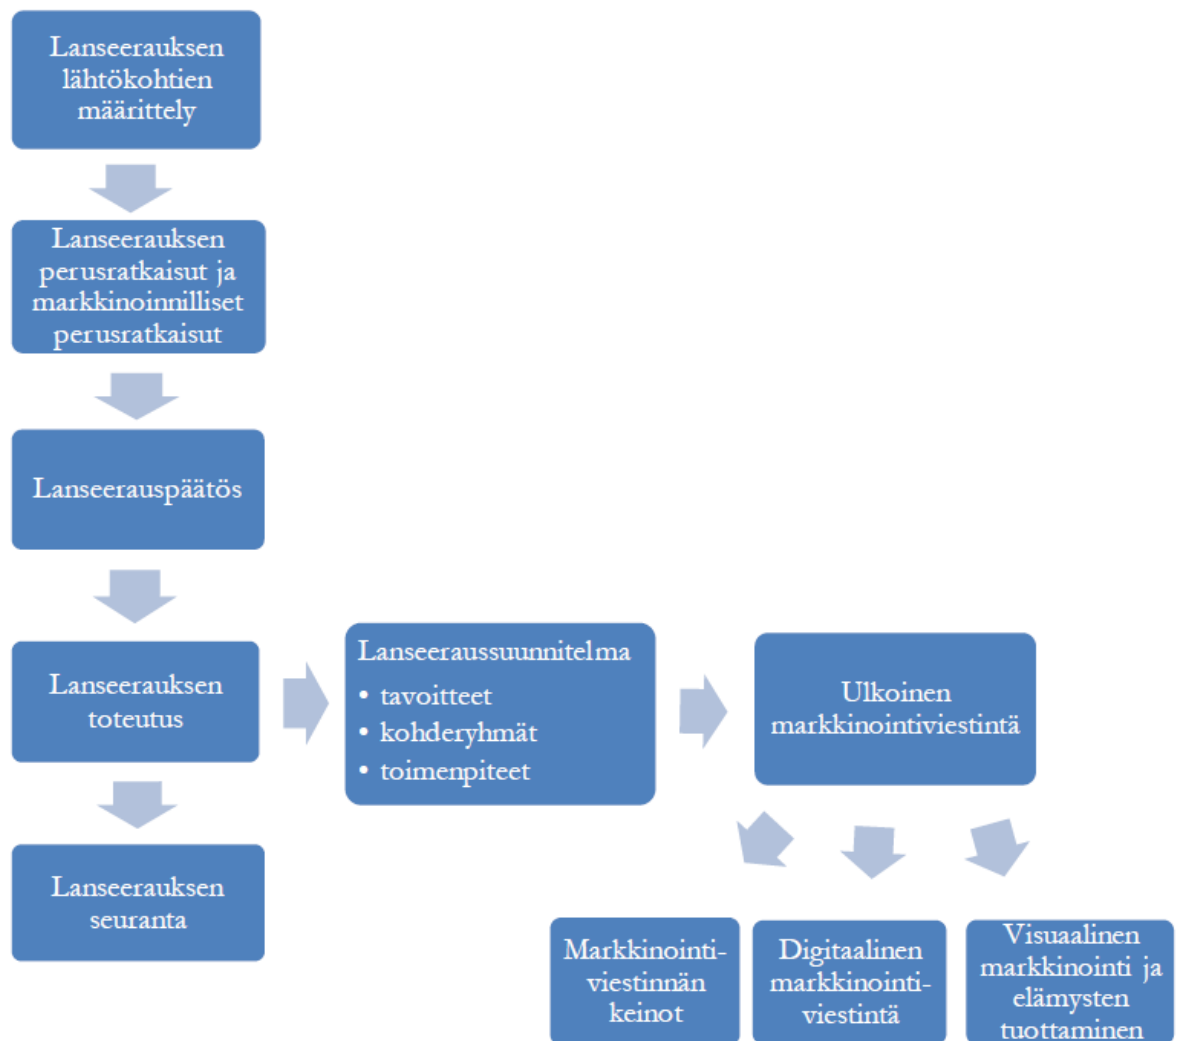 Lanseerauksen
lähtökohtien
määrittely
Lanseerauksen
perusratkaisut ja
markkinoinnilliset
perusratkaisut
Lanseerauspäätös
Lanseerauksen
toteutus
Lanseeraussuunnitelma
• tavoitteet
• kohderyhmät
• toimenpiteet
Ulkoinen
markkinointiviestintä
Lanseerauksen
seuranta
Markkinointi-
viestinnän
keinot
Digitaalinen
markkinointi-
viestintä
Visuaalinen
markkinointi ja
elämysten
tuottaminen